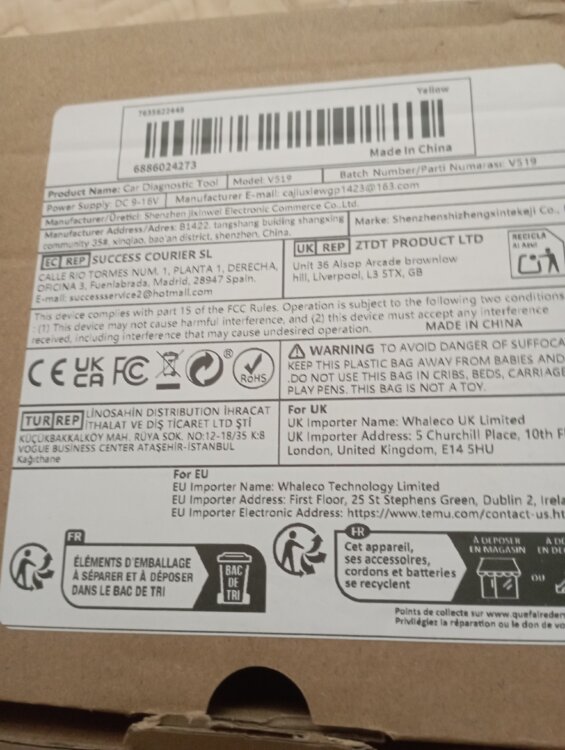 7635622448
Yellow
6886024273
Made In China
Product Name: Car Diagnostic Tool
Model: V519
Batch Number/Parti Numarası: V519
Power Supply: DC 9-16V
Manufacturer E-mail: cajiuxiewgp1423@163.com
Manufacturer/Üretici: Shenzhen Jixinwei Electronic Commerce Co.,Ltd.
Manufacturer Address/Adres: B1422, tangshang building shangxing
community 35#, xinqiao, bao'an district, shenzhen, China.
Marke: Shenzhenshizhengxintekeji Co.,
EC REP SUCCESS COURIER SL
CALLE RIO TORMES NUM. 1, PLANTA 1, DERECHA,
OFICINA 3, Fuenlabrada, Madrid, 28947 Spain.
E-mail: successservice2@hotmail.com
UK REP ZTDT PRODUCT LTD
Unit 36 Alsop Arcade brownlow
hill, Liverpool, L3 5TX, GB
RECICLA
AQUÍ
This device complies with part 15 of the FCC Rules. Operation is subject to the following two conditions
: (1) This device may not cause harmful interference, and (2) this device must accept any interference
received, including interference that may cause undesired operation.
MADE IN CHINA
CE UK CA FC ® RoHS
WARNING TO AVOID DANGER OF SUFFOCA
KEEP THIS PLASTIC BAG AWAY FROM BABIES AND
.DO NOT USE THIS BAG IN CRIBS, BEDS, CARRIAGE
PLAY PENS. THIS BAG IS NOT A TOY.
TUR REP LİNOSAHİN DISTRIBUTION İHRACAT
İTHALAT VE DIŞ TİCARET LTD ŞTİ
KÜÇÜKBAKKALKÖY MAH. RÜYA SOK. NO:12-18/35 K:8
VOGUE BUSINESS CENTER ATAŞEHİR-İSTANBUL
Kağıthane
For UK
UK Importer Name: Whaleco UK Limited
UK Importer Address: 5 Churchill Place, 10th F
London, United Kingdom, E14 5HU
For EU
EU Importer Name: Whaleco Technology Limited
EU Importer Address: First Floor, 25 St Stephens Green, Dublin 2, Irela
EU Importer Electronic Address: https://www.temu.com/contact-us.ht
FR
ÉLÉMENTS D'EMBALLAGE
À SÉPARER ET À DÉPOSER
DANS LE BAC DE TRI
BAC
DE
TRI
FR
Cet appareil,
ses accessoires,
cordons et batteries
se recyclent
À DÉPOSER
EN MAGASIN
OU
À DÉ
EN DÉ
Points de collecte sur www.quefairedem
Privilégiez la réparation ou le don de vo